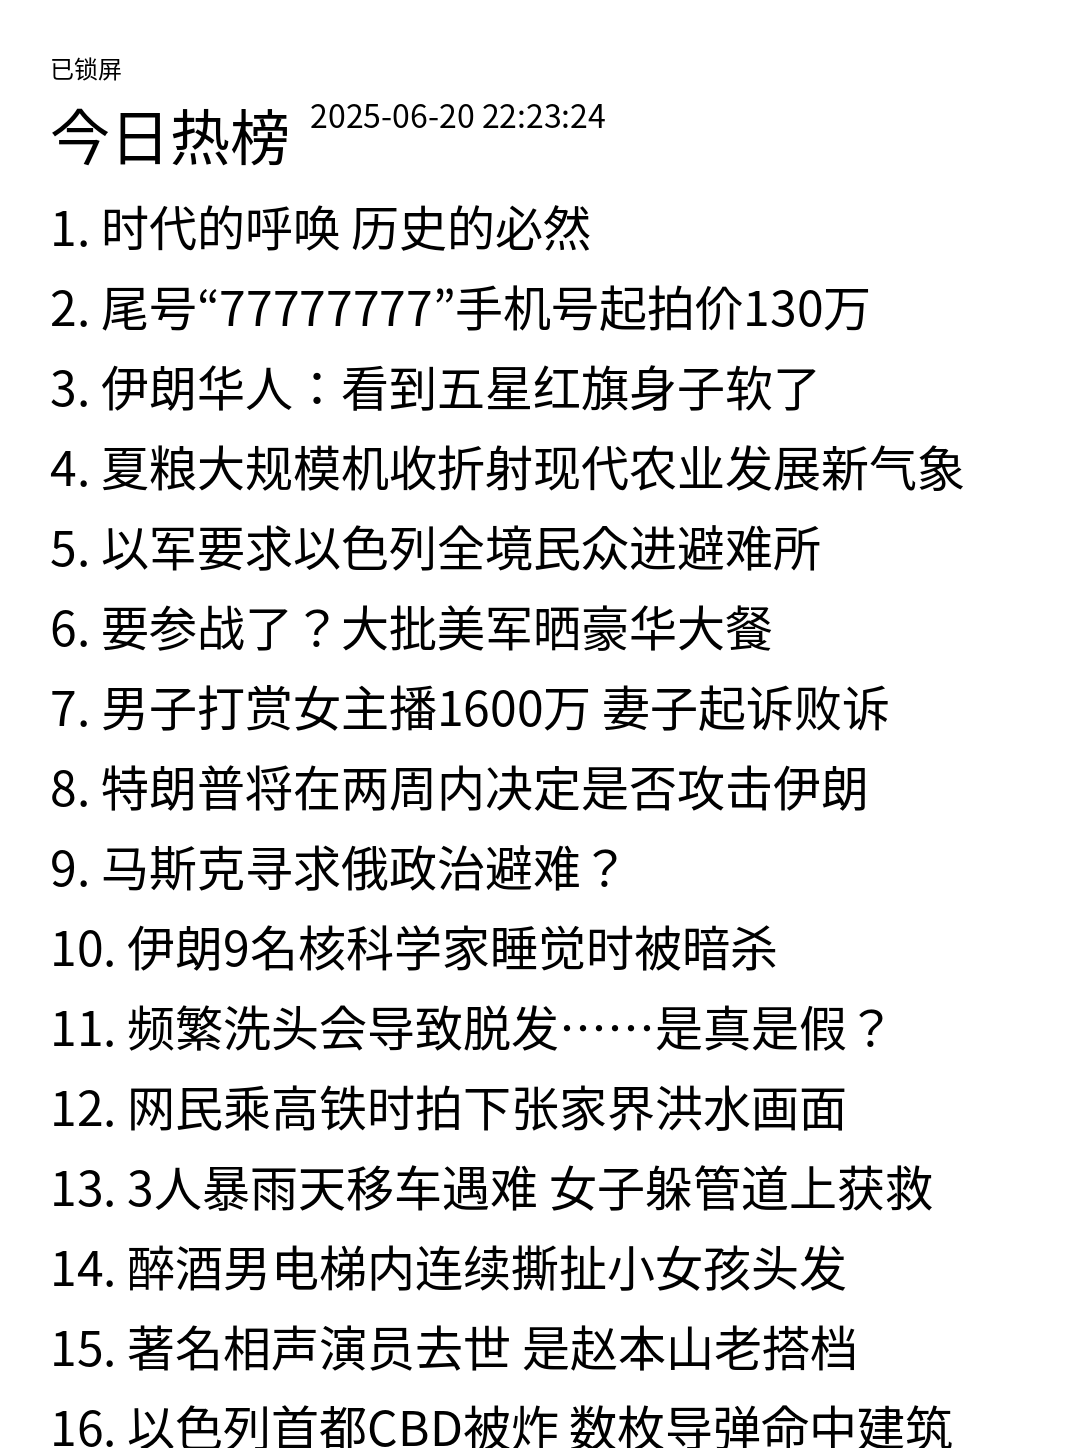 已锁屏
今日热榜 2025-06-20 22:23:24
1. 时代的呼唤 历史的必然
2. 尾号“77777777”手机号起拍价130万
3. 伊朗华人：看到五星红旗身子软了
4. 夏粮大规模机收折射现代农业发展新气象
5. 以军要求以色列全境民众进避难所
6. 要参战了？大批美军晒豪华大餐
7. 男子打赏女主播1600万 妻子起诉败诉
8. 特朗普将在两周内决定是否攻击伊朗
9. 马斯克寻求俄政治避难？
10. 伊朗9名核科学家睡觉时被暗杀
11. 频繁洗头会导致脱发……是真是假？
12. 网民乘高铁时拍下张家界洪水画面
13. 3人暴雨天移车遇难 女子躲管道上获救
14. 醉酒男电梯内连续撕扯小女孩头发
15. 著名相声演员去世 是赵本山老搭档
16. 以色列首都CBD被炸 数枚导弹命中建筑